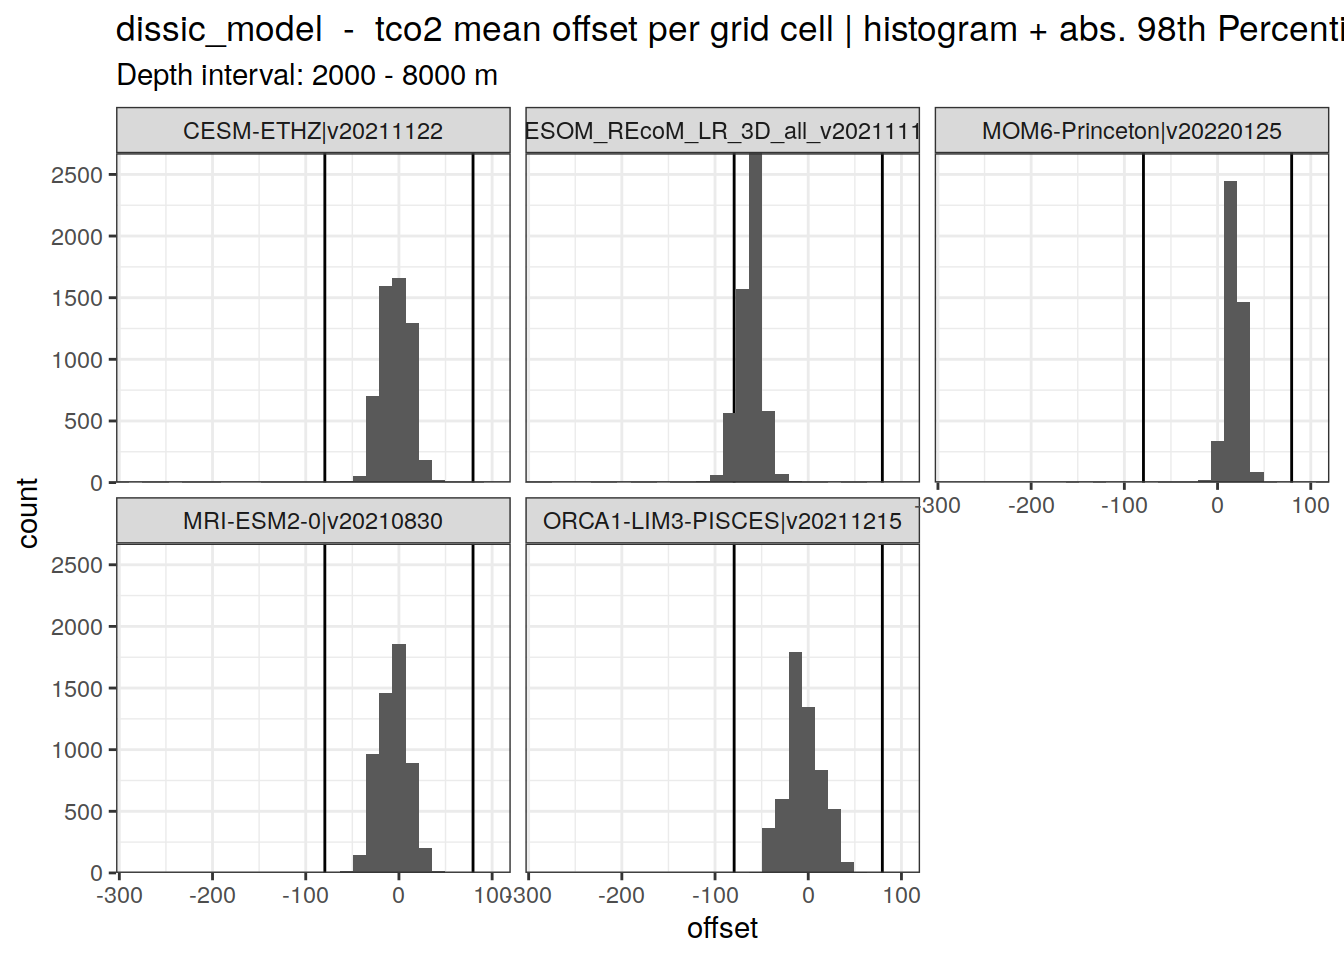 dissic_model - tco2 mean offset per grid cell | histogram + abs. 98th Percenti
Depth interval: 2000 - 8000 m
CESM-ETHZ|v20211122
ESOM_REcoM_LR_3D_all_v2021111
MOM6-Princeton|v20220125
2500
2000
1500
1000
500
0
-300 -200 -100 0 100
count
MRI-ESM2-0|v20210830
ORCA1-LIM3-PISCES|v20211215
2500
2000
1500
1000
500
0
-300 -200 -100 0 100
-300 -200 -100 0 100
offset